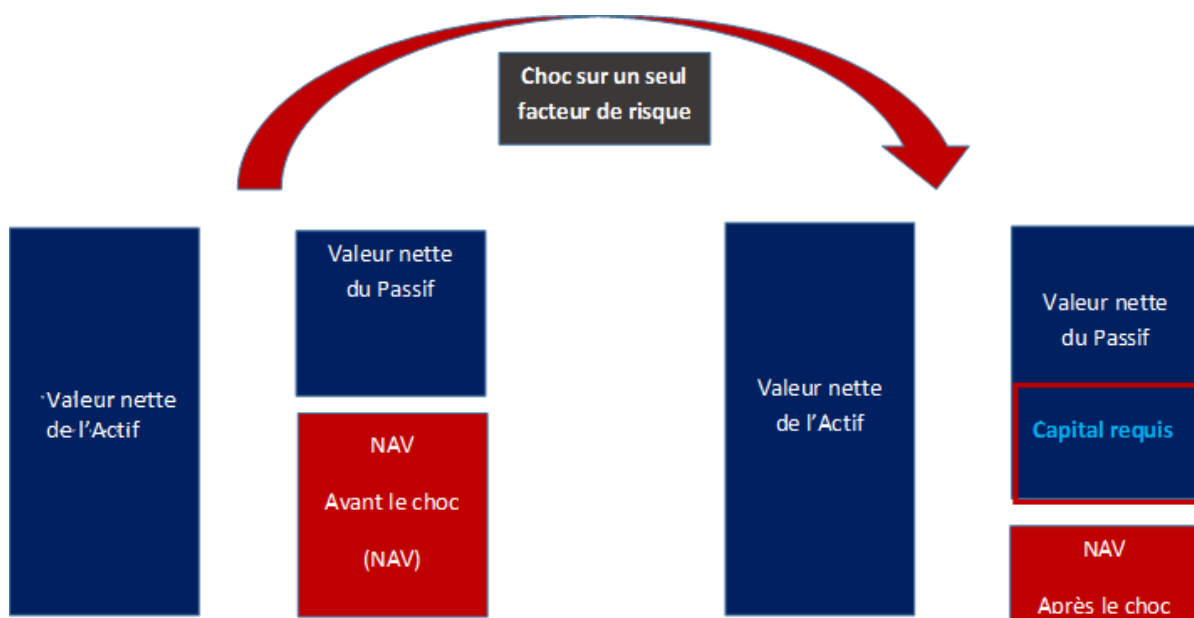 Choc sur un seul
facteur de risque
Valeur nette
de l'Actif
Valeur nette
du Passif
NAV
Avant le choc
(NAV)
Valeur nette
de l'Actif
Valeur nette
du Passif
Capital requis
NAV
Après le choc